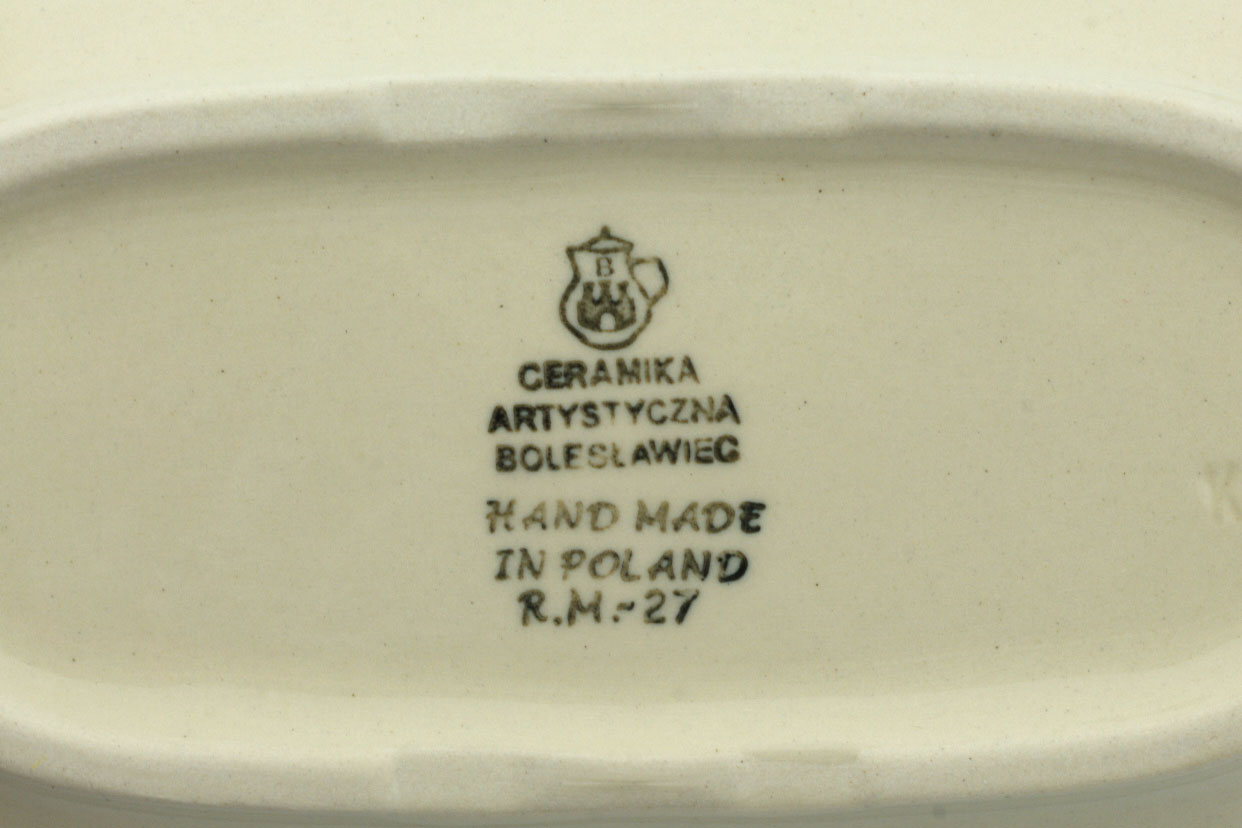 B
CERAMIKA
ARTYSTYCZNA
BOLESŁAWIEC
HAND MADE
IN POLAND
R.M.-27
K